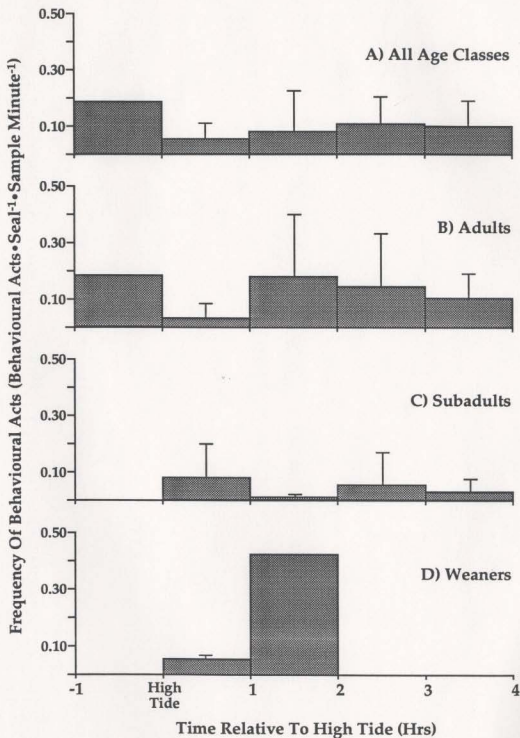 Frequency Of Behavioural Acts (Behavioural Acts•Seal⁻¹•Sample Minute⁻¹)
A) All Age Classes
0.50
0.30
0.10
B) Adults
0.50
0.30
0.10
C) Subadults
0.50
0.30
0.10
D) Weaners
0.50
0.30
0.10
-1 High Tide 1 2 3 4
Time Relative To High Tide (Hrs)